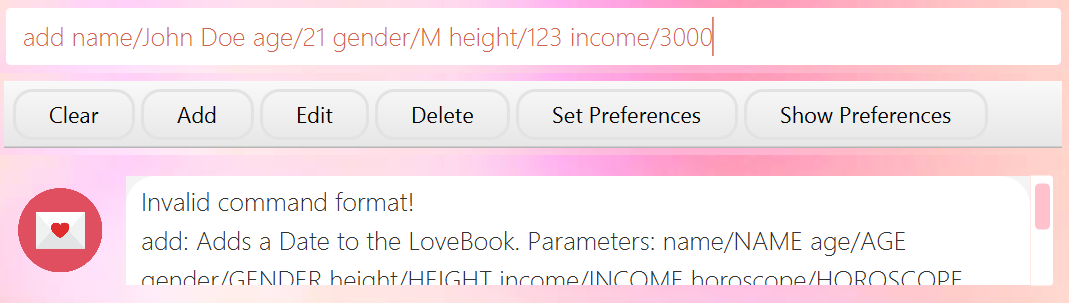 add name/John Doe age/21 gender/M height/123 income/3000
Clear Add Edit Delete Set Preferences Show Preferences
Invalid command format!
add: Adds a Date to the LoveBook. Parameters: name/NAME age/AGE
gender/GENDER height/HEIGHT income/INCOME horoscope/HOROSCOPE